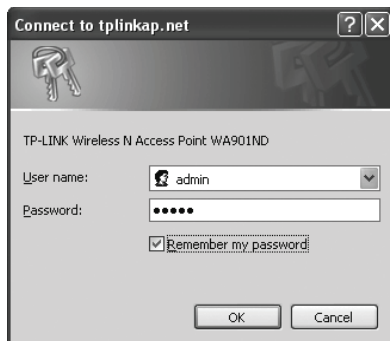 Connect to tplinkap.net
TP-LINK Wireless N Access Point WA901ND
User name:
admin
Password:
•••••
Remember my password
OK
Cancel